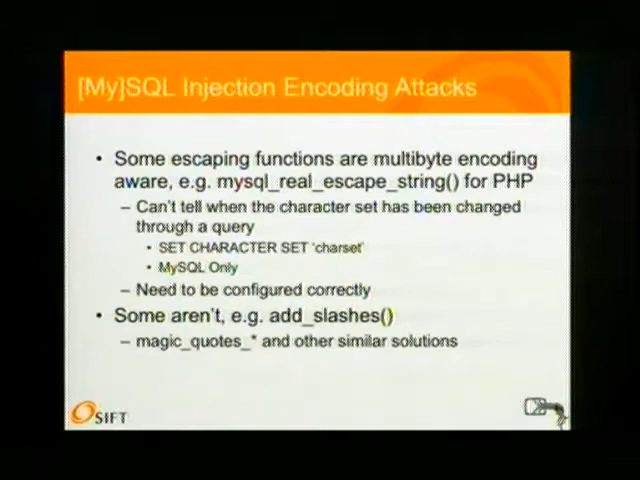 [My]SQL Injection Encoding Attacks
• Some escaping functions are multibyte encoding
aware, e.g. mysql_real_escape_string() for PHP
– Can't tell when the character set has been changed
through a query
• SET CHARACTER SET 'charset'
• MySQL Only
– Need to be configured correctly
• Some aren't, e.g. add_slashes()
– magic_quotes_* and other similar solutions
SIFT